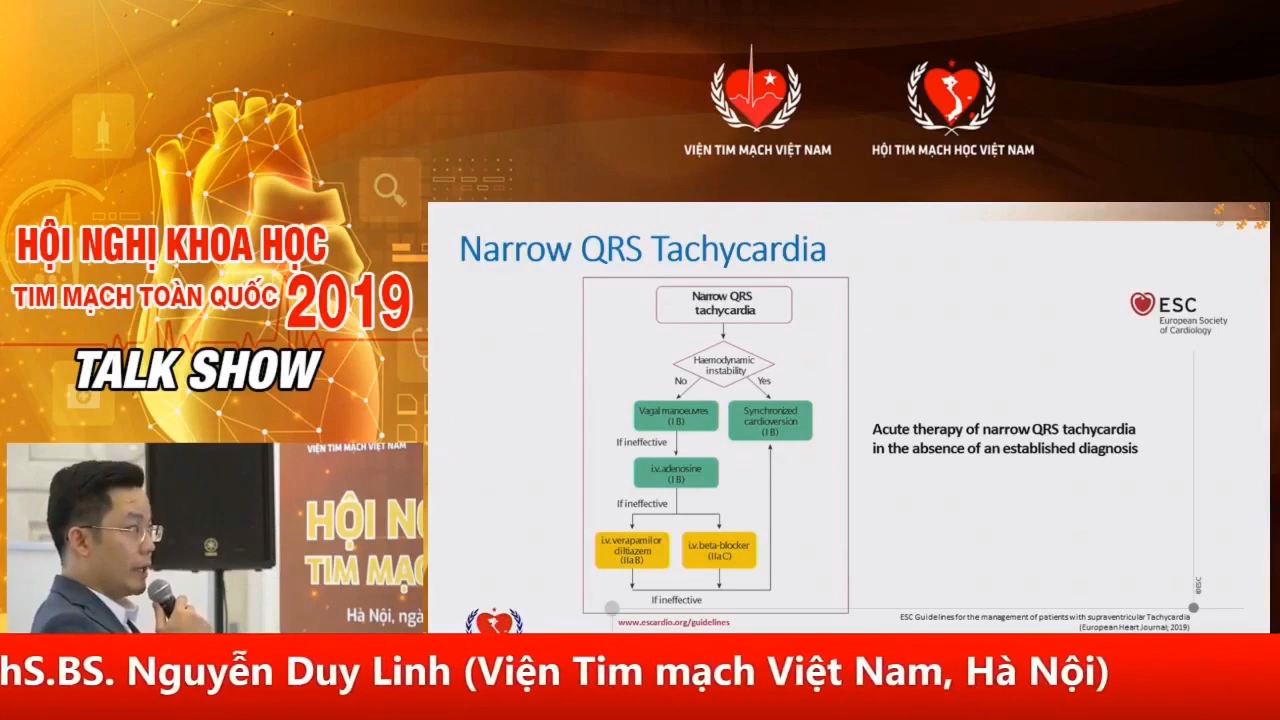 VIỆN TIM MẠCH VIỆT NAM
HỘI TIM MẠCH HỌC VIỆT NAM
HỘI NGHỊ KHOA HỌC
TIM MẠCH TOÀN QUỐC 2019
TALK SHOW
Narrow QRS Tachycardia
Narrow QRS
tachycardia
Haemodynamic
instability
No
Yes
Vagal manoeuvres
(I B)
Synchronized
cardioversion
(I B)
If ineffective
i.v. adenosine
(I B)
If ineffective
i.v. verapamil or
diltiazem
(IIa B)
i.v. beta-blocker
(IIa C)
If ineffective
www.escardio.org/guidelines
ESC
European Society
of Cardiology
Acute therapy of narrow QRS tachycardia
in the absence of an established diagnosis
©ESC
ESC Guidelines for the management of patients with supraventricular Tachycardia
(European Heart Journal; 2019)
VIỆN TIM MẠCH VIỆT NAM
HỘI N
TIM MẠ
Hà Nội, ngà
hS.BS. Nguyễn Duy Linh (Viện Tim mạch Việt Nam, Hà Nội)